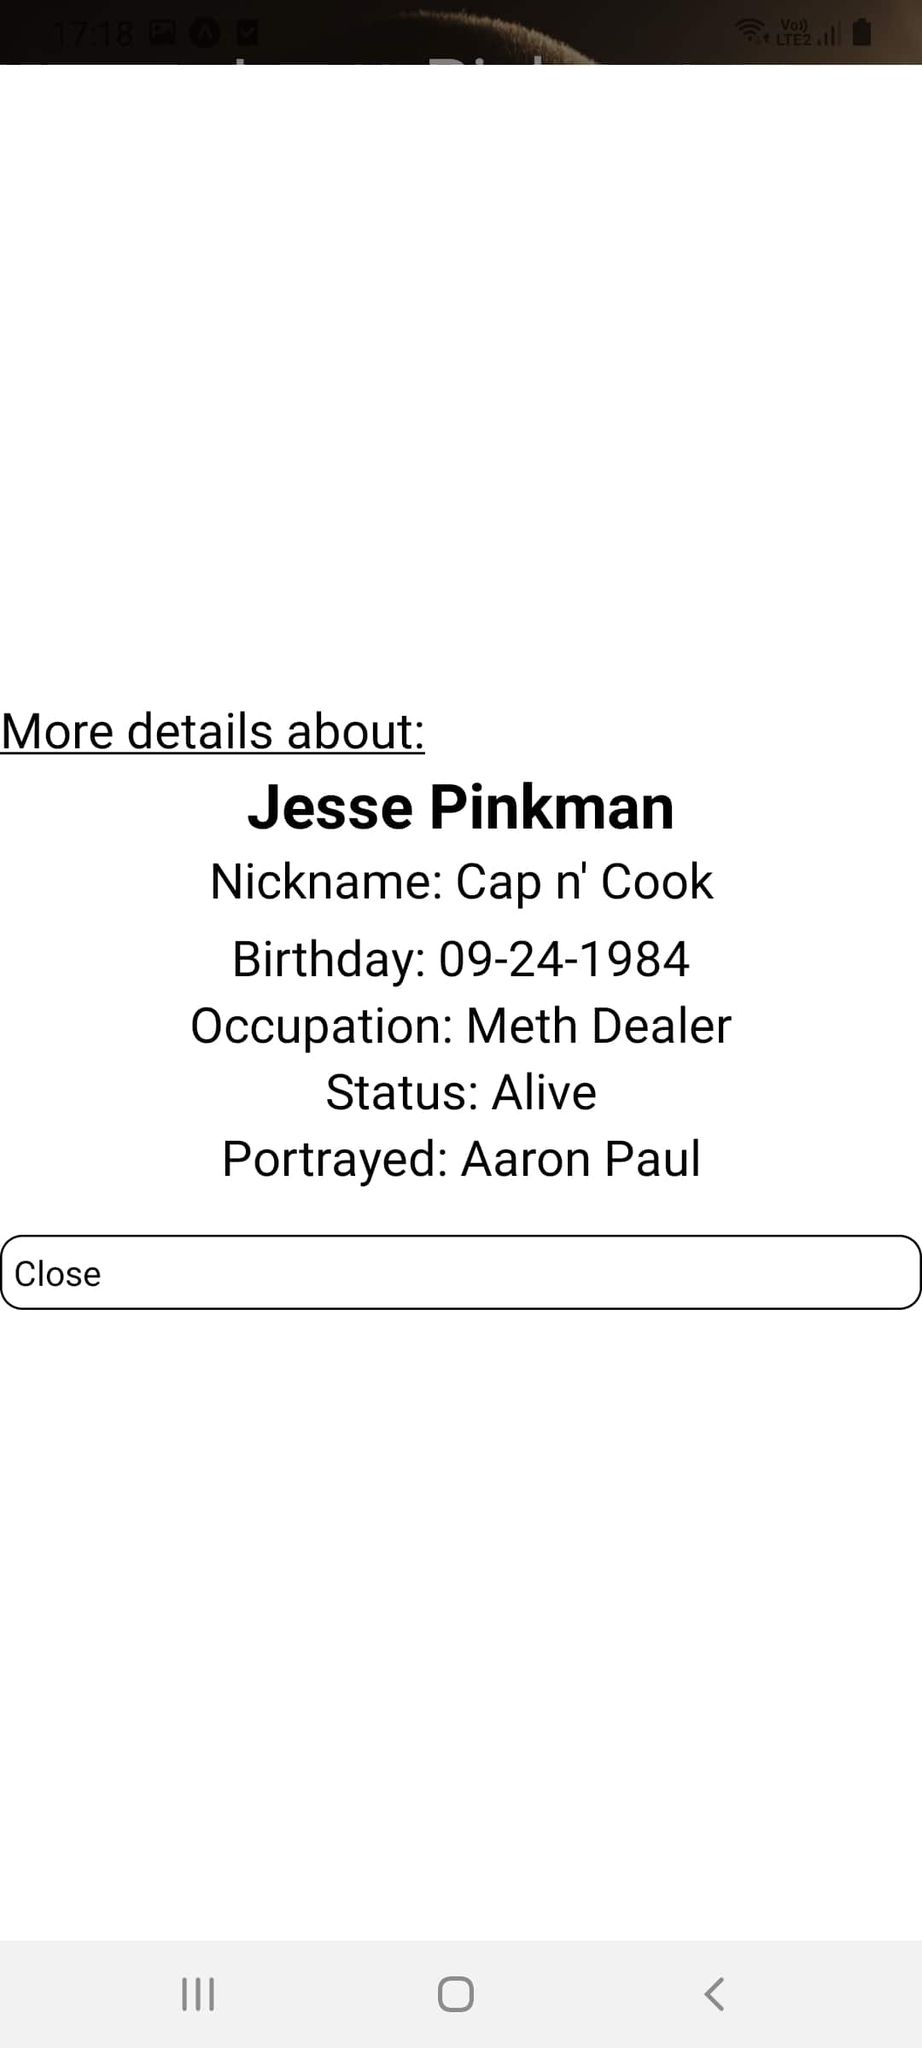 17:18
Vo))
LTE2
More details about:
Jesse Pinkman
Nickname: Cap n' Cook
Birthday: 09-24-1984
Occupation: Meth Dealer
Status: Alive
Portrayed: Aaron Paul
Close